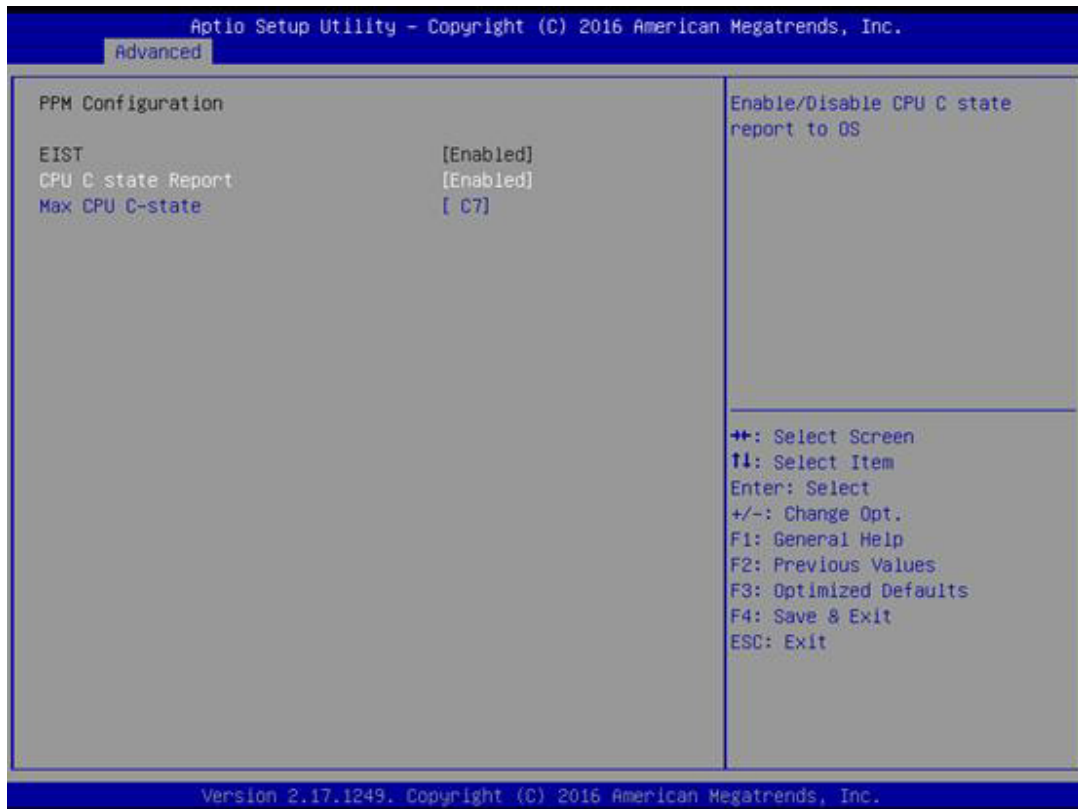 Aptio Setup Utility – Copyright (C) 2016 American Megatrends, Inc.
Advanced
PPM Configuration
EIST [Enabled]
CPU C state Report [Enabled]
Max CPU C-state [ C7]
Enable/Disable CPU C state
report to OS
→←: Select Screen
↑↓: Select Item
Enter: Select
+/-: Change Opt.
F1: General Help
F2: Previous Values
F3: Optimized Defaults
F4: Save & Exit
ESC: Exit
Version 2.17.1249. Copyright (C) 2016 American Megatrends, Inc.